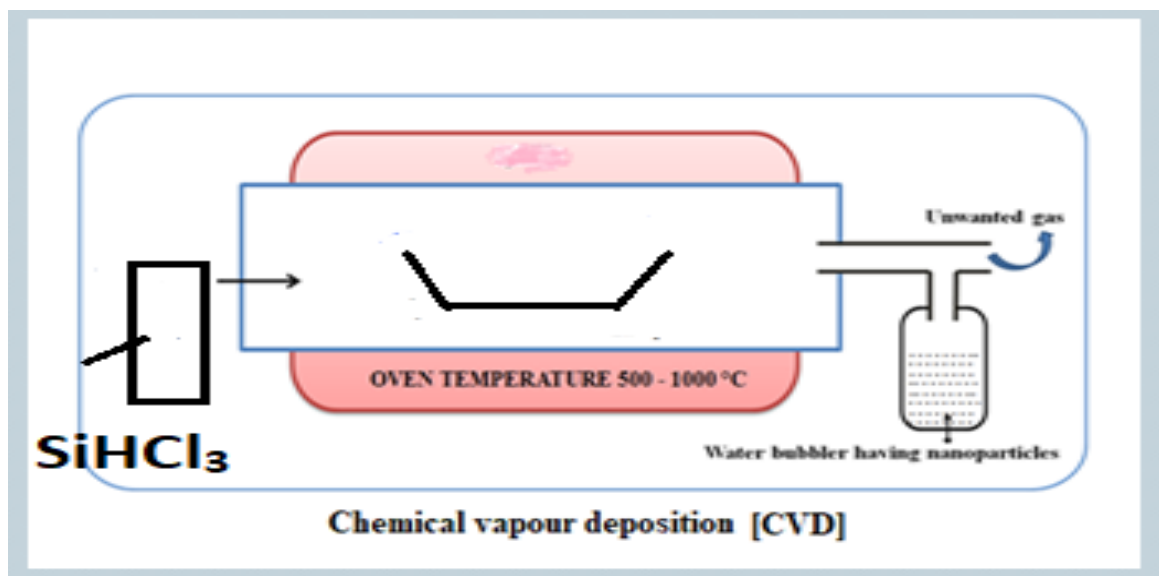 Unwanted gas
OVEN TEMPERATURE 500 - 1000 °C
SiHCl₃
Water bubbler having nanoparticles
Chemical vapour deposition [CVD]